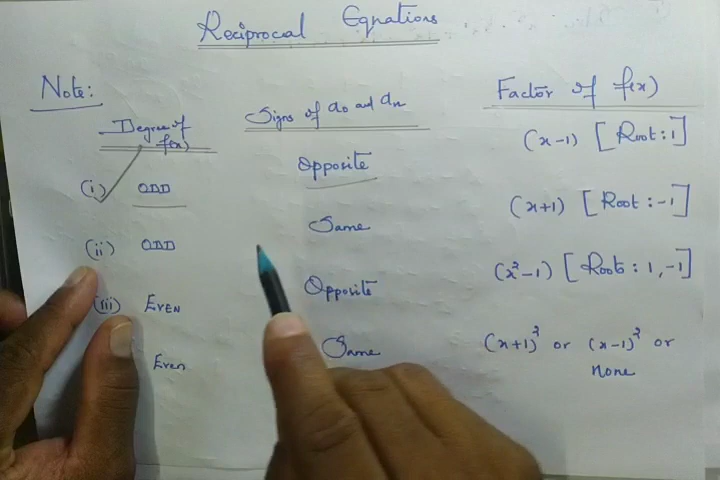 Reciprocal Equations
Note:
Degree of f(x) Signs of a0 and an Factor of f(x)
(i) ODD Opposite (x-1) [Root: 1]
(ii) ODD Same (x+1) [Root: -1]
(iii) EVEN Opposite (x²-1) [Roots: 1, -1]
Even Same (x+1)² or (x-1)² or
none